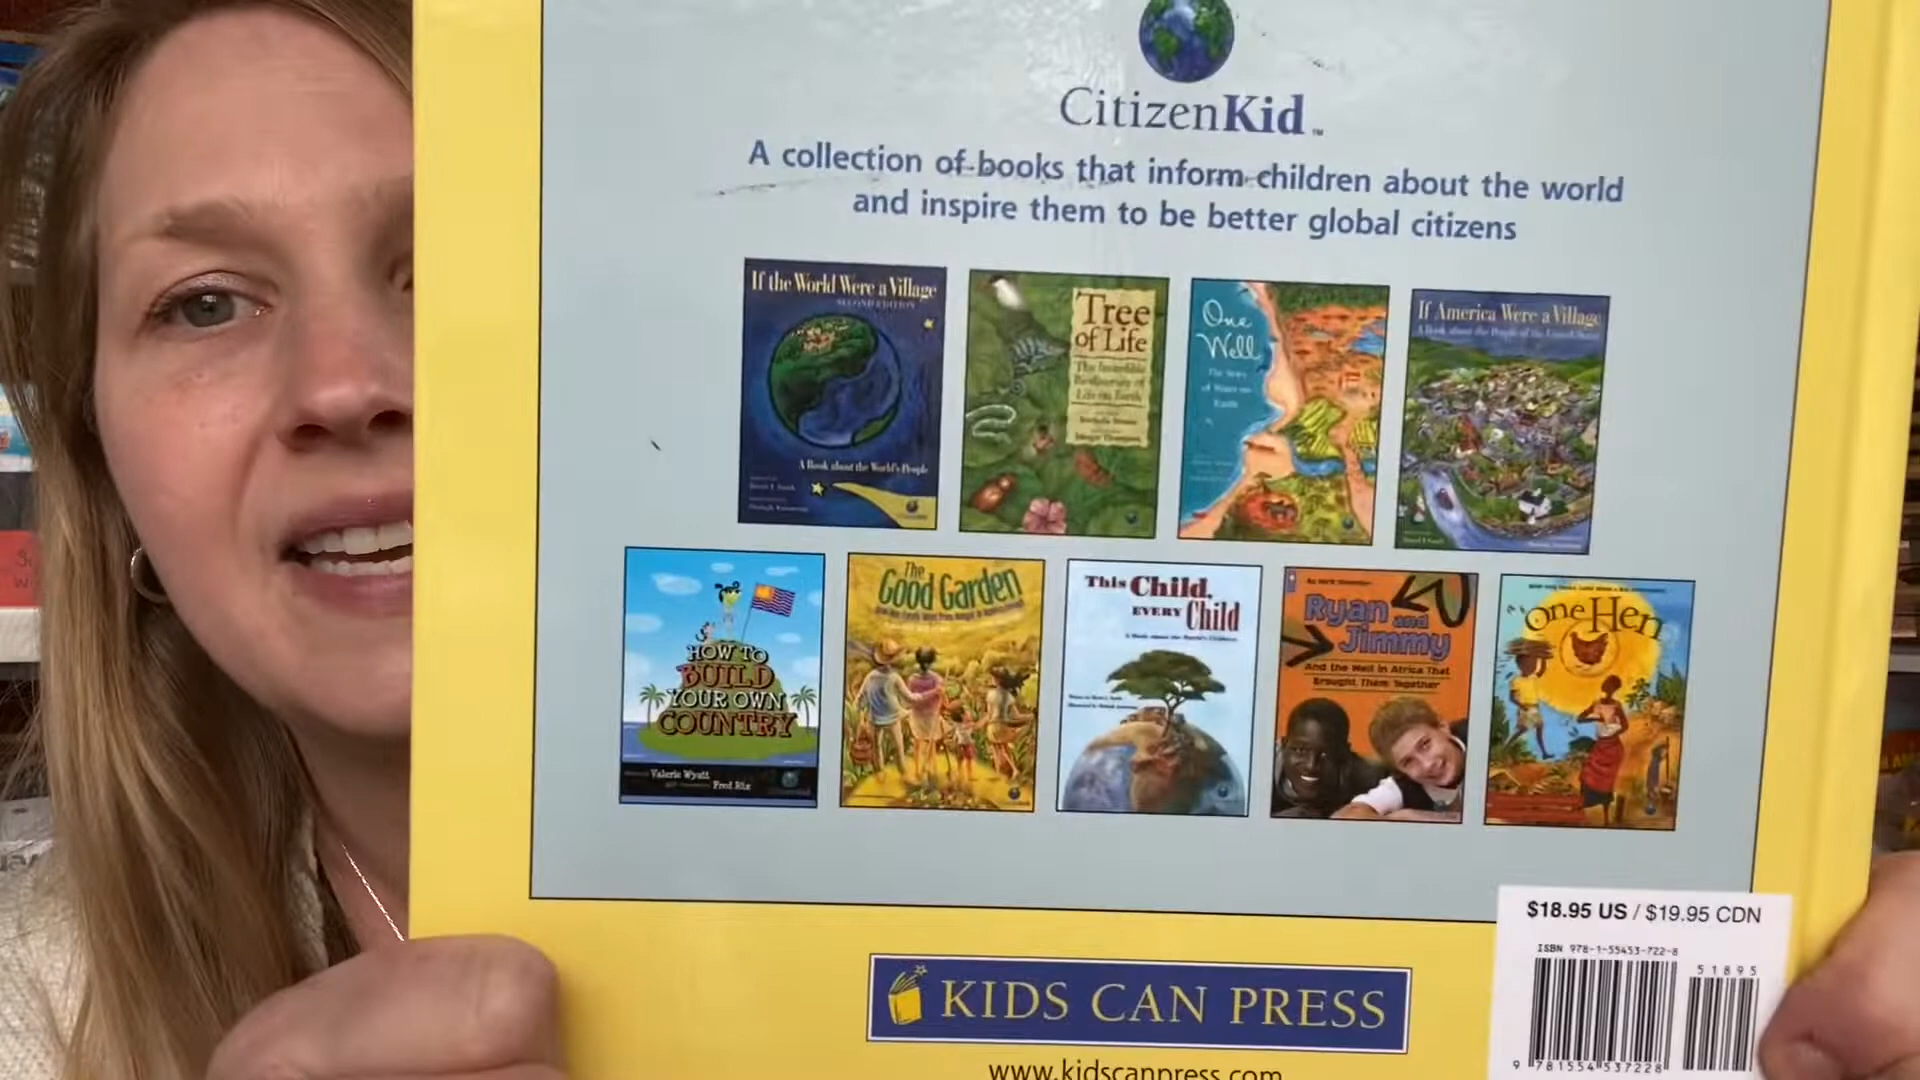 CitizenKid™
A collection of books that inform children about the world
and inspire them to be better global citizens
If the World Were a Village
SECOND EDITION
A Book about the World's People
Tree
of Life
The Incredible
Biodiversity of
Life on Earth
One
Well
The Story
of Water on
Earth
If America Were a Village
A Book about the People of the United States
HOW TO
BUILD
YOUR OWN
COUNTRY
Valerie Wyatt
Fred Rix
The
Good Garden
This Child,
EVERY Child
A Book about the World's Children
Ryan and
Jimmy
And the Well in Africa That
Brought Them Together
One Hen
$18.95 US / $19.95 CDN
ISBN 978-1-55453-722-8
51895
9 781554 537228
KIDS CAN PRESS
www.kidscanpress.com